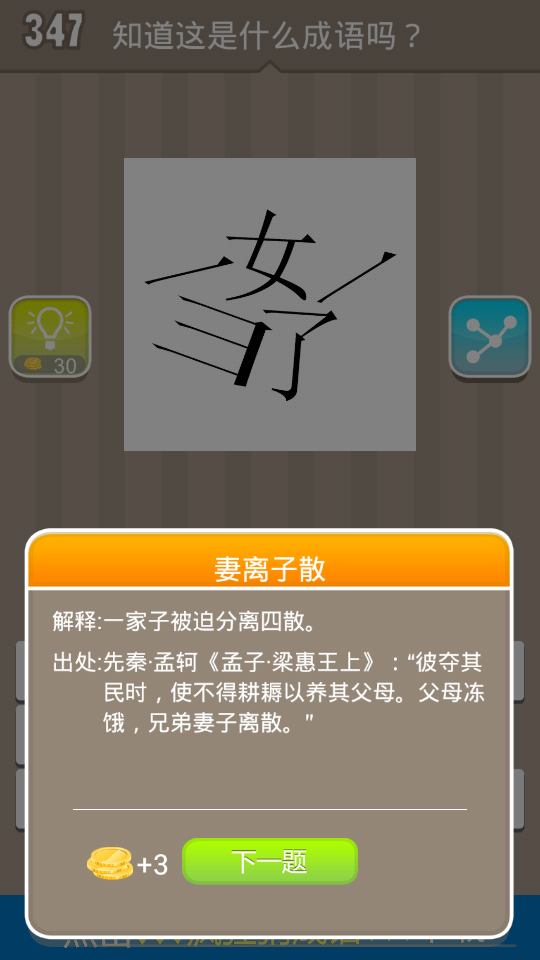 347 知道这是什么成语吗？
30
妻离子散
解释:一家子被迫分离四散。
出处:先秦·孟轲《孟子·梁惠王上》：“彼夺其
民时，使不得耕耨以养其父母。父母冻
饿，兄弟妻子离散。”
+3 下一题